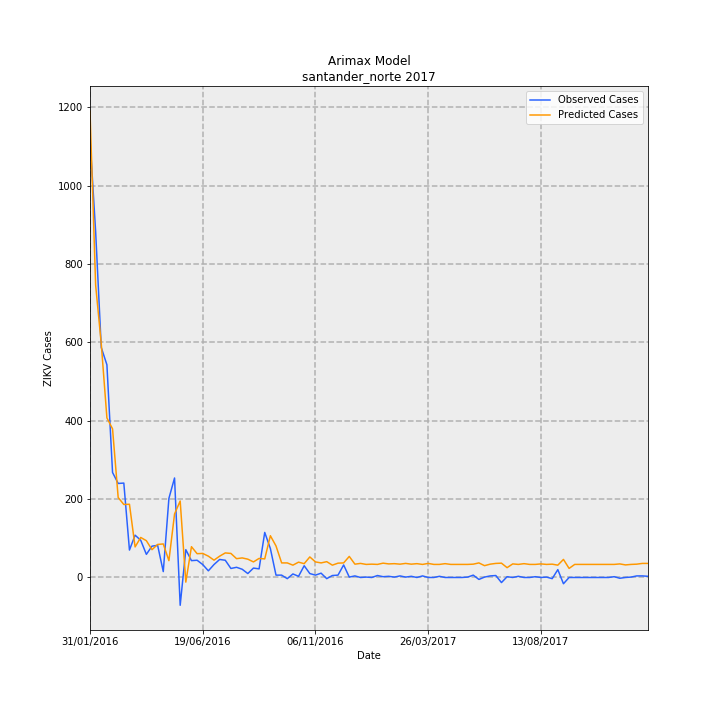 Arimax Model
santander_norte 2017
Observed Cases
Predicted Cases
1200
1000
800
600
400
200
0
ZIKV Cases
31/01/2016
19/06/2016
06/11/2016
26/03/2017
13/08/2017
Date